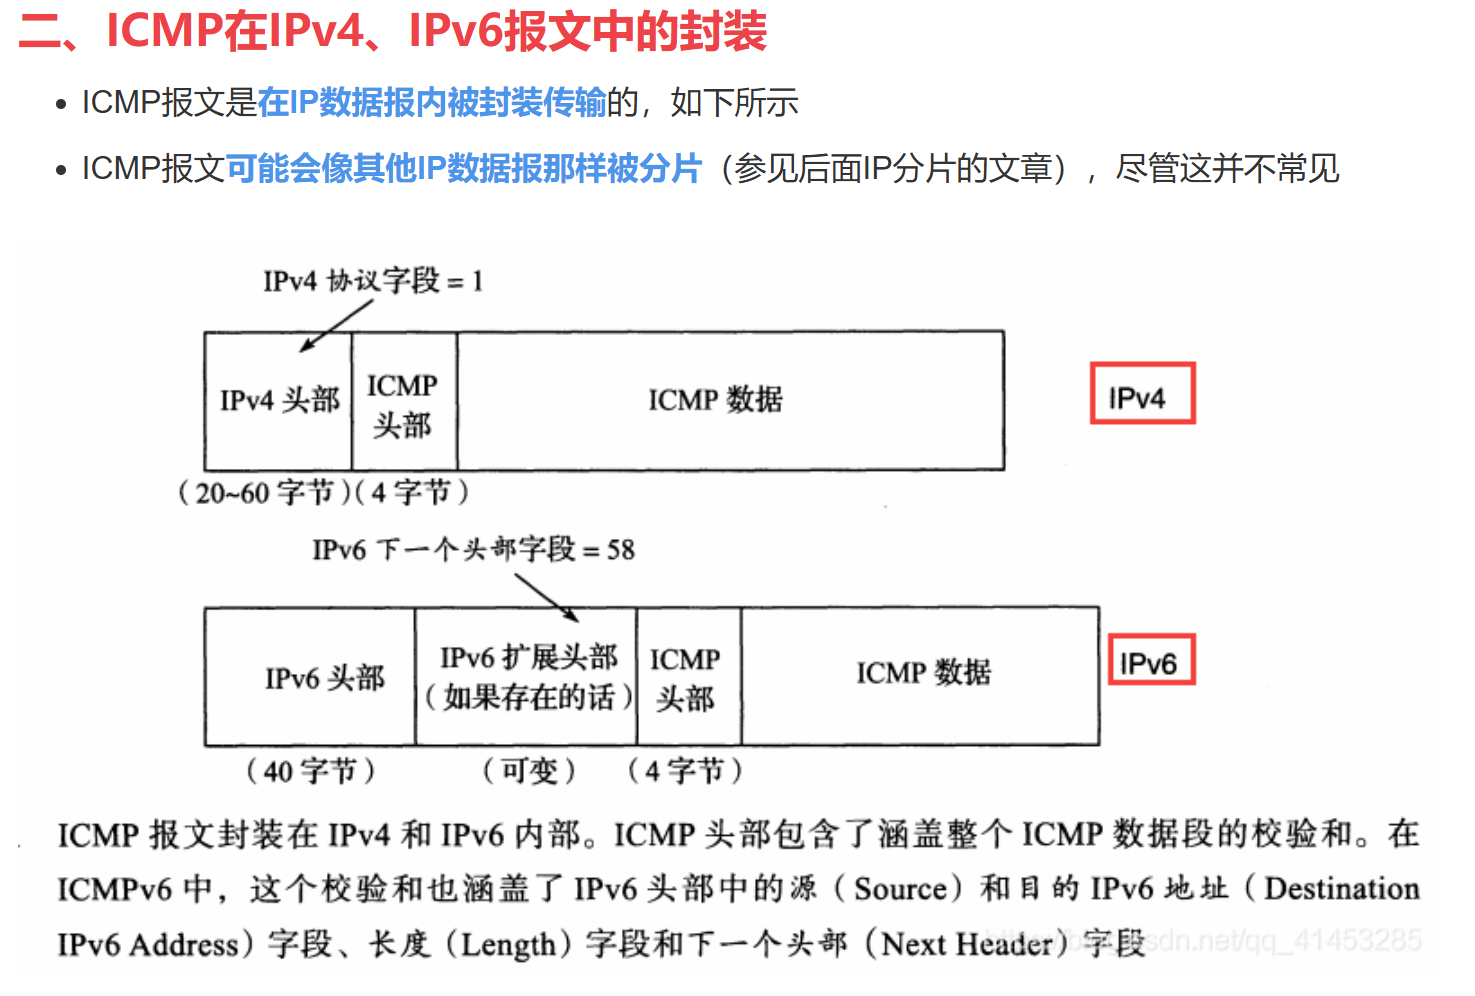 二、ICMP在IPv4、IPv6报文中的封装
ICMP报文是在IP数据报内被封装传输的，如下所示
ICMP报文可能会像其他IP数据报那样被分片（参见后面IP分片的文章），尽管这并不常见
IPv4 协议字段 = 1
IPv4 头部
ICMP
头部
ICMP 数据
IPv4
（20~60 字节）（4 字节）
IPv6 下一个头部字段 = 58
IPv6 头部
IPv6 扩展头部
（如果存在的话）
ICMP
头部
ICMP 数据
IPv6
（40 字节） （可变） （4 字节）
ICMP 报文封装在 IPv4 和 IPv6 内部。ICMP 头部包含了涵盖整个 ICMP 数据段的校验和。在
ICMPv6 中，这个校验和也涵盖了 IPv6 头部中的源（Source）和目的 IPv6 地址（Destination
IPv6 Address）字段、长度（Length）字段和下一个头部（Next Header）字段
https://blog.csdn.net/qq_41453285